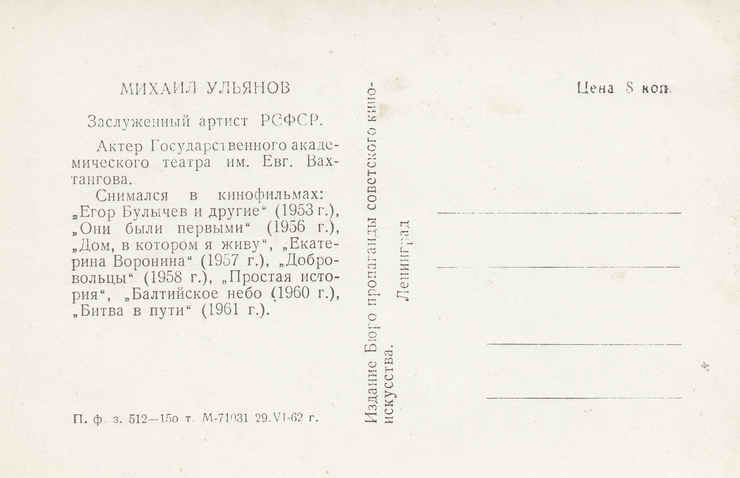 МИХАИЛ УЛЬЯНОВ
Заслуженный артист РСФСР.
Актер Государственного акаде-
мического театра им. Евг. Вах-
тангова.
Снимался в кинофильмах:
„Егор Булычев и другие“ (1953 г.),
„Они были первыми“ (1956 г.),
„Дом, в котором я живу“, „Екате-
рина Воронина“ (1957 г.), „Добро-
вольцы“ (1958 г.), „Простая исто-
рия“, „Балтийское небо (1960 г.),
„Битва в пути“ (1961 г.).
П. ф. з. 512—15о т. М-71031 29.VI-62 г.
Издание Бюро пропаганды советского кино-
искусства. Ленинград
Цена 8 коп.